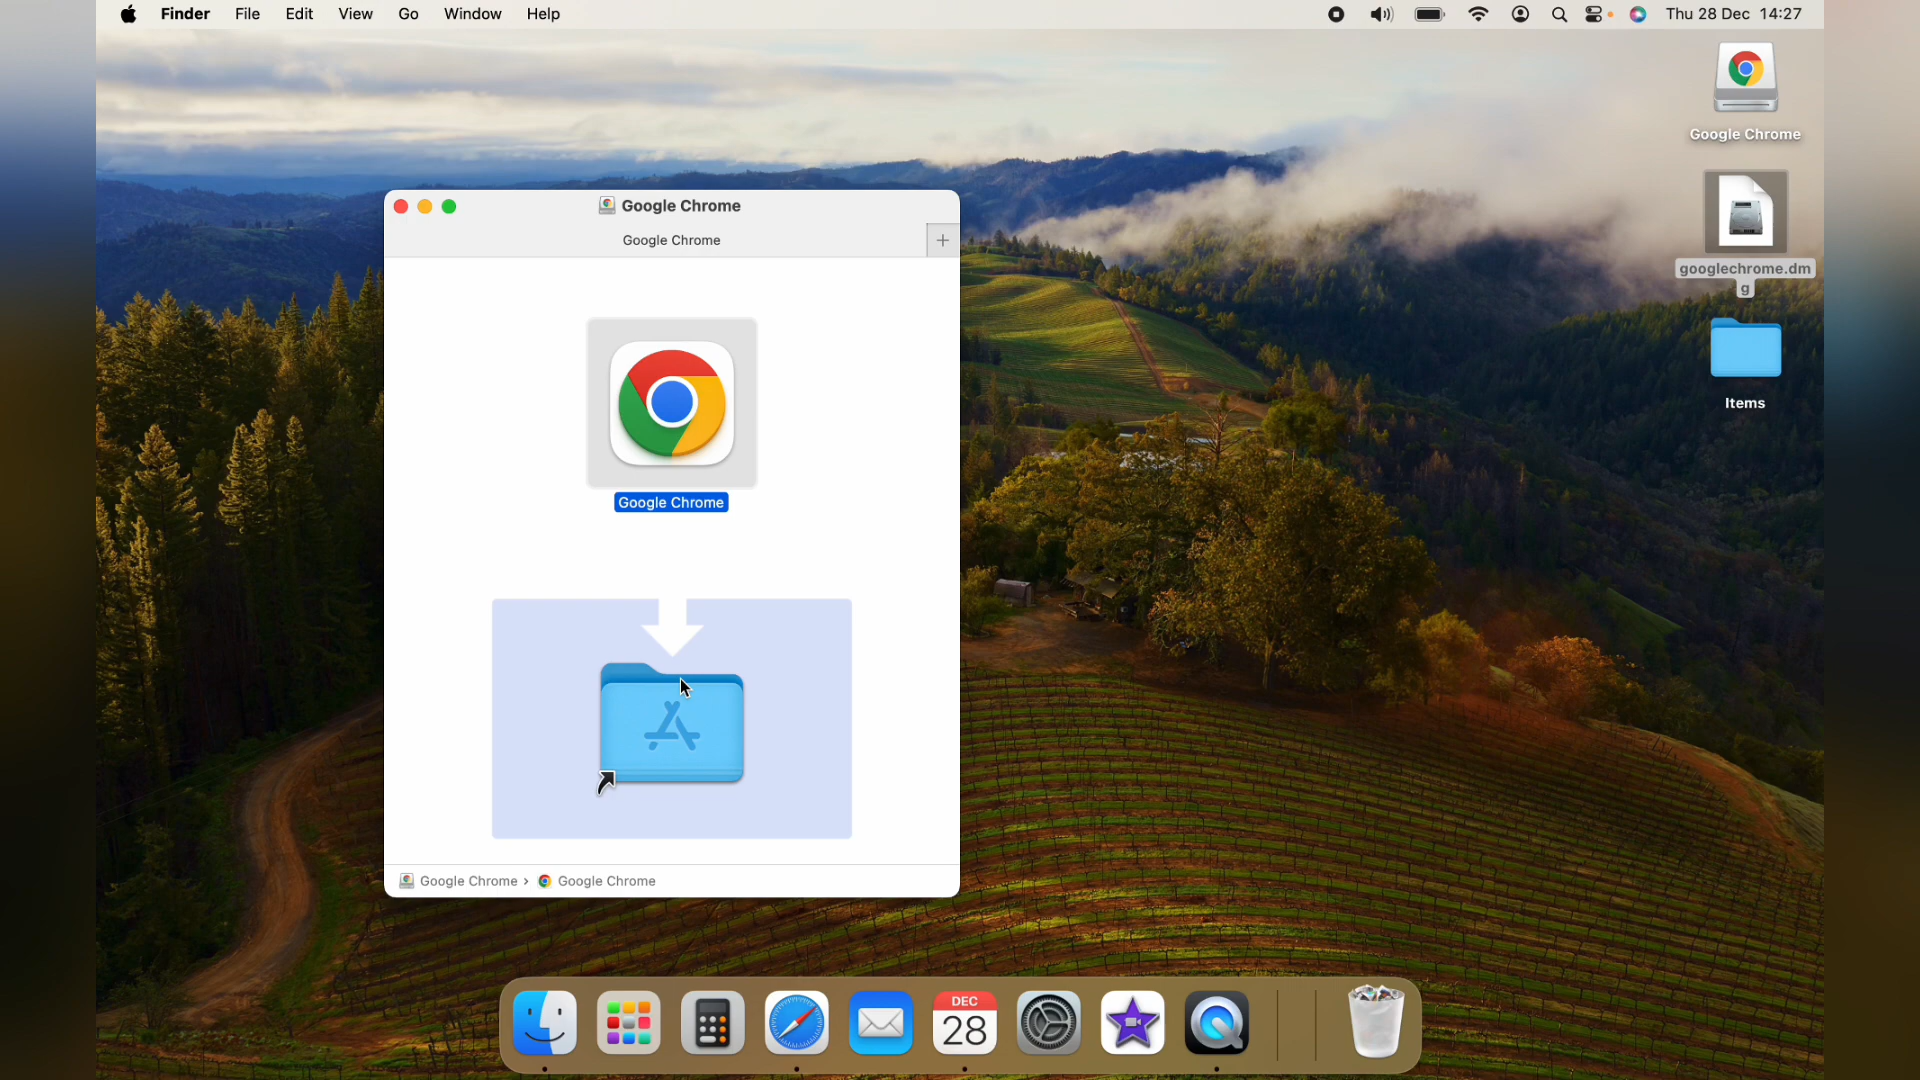 Finder File Edit View Go Window Help Thu 28 Dec 14:27
Google Chrome
googlechrome.dm
g
Items
Google Chrome
Google Chrome
Google Chrome
Google Chrome › Google Chrome
DEC
28